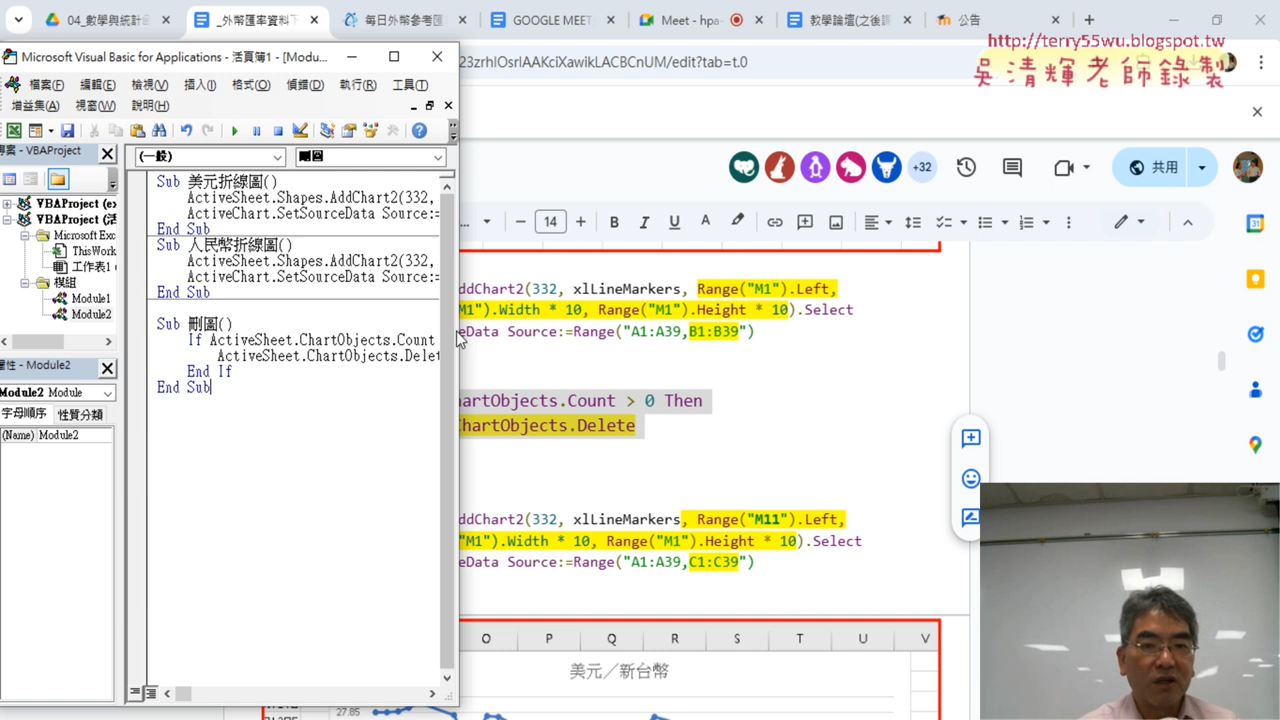 04_數學與統計
_外幣匯率資料下
每日外幣參考匯
GOOGLE MEET
Meet - hpa
教學論壇(之後課
公告
http://terry55wu.blogspot.tw
吳清輝老師錄製
Microsoft Visual Basic for Applications - 活頁簿1 - [Modu...
23zrhlOsrlAAKciXawikLACBCnUM/edit?tab=t.0
檔案(F) 編輯(E) 檢視(V) 插入(I) 格式(O) 偵錯(D) 執行(R) 工具(T)
增益集(A) 視窗(W) 說明(H)
專案 - VBAProject
(一般)
刪圖
+32
共用
14
VBAProject (e
VBAProject (活
Microsoft Exc
ThisWork
工作表1 (
模組
Module1
Module2
屬性 - Module2
Module2 Module
字母順序 性質分類
(Name) Module2
Sub 美元折線圖()
ActiveSheet.Shapes.AddChart2(332,
ActiveChart.SetSourceData Source:=
End Sub
Sub 人民幣折線圖()
ActiveSheet.Shapes.AddChart2(332,
ActiveChart.SetSourceData Source:=
End Sub
Sub 刪圖()
If ActiveSheet.ChartObjects.Count
ActiveSheet.ChartObjects.Delet
End If
End Sub
ddChart2(332, xlLineMarkers, Range("M1").Left,
M1").Width * 10, Range("M1").Height * 10).Select
eData Source:=Range("A1:A39,B1:B39")
hartObjects.Count > 0 Then
ChartObjects.Delete
ddChart2(332, xlLineMarkers, Range("M11").Left,
M1").Width * 10, Range("M1").Height * 10).Select
eData Source:=Range("A1:A39,C1:C39")
O P Q R S T U V
美元／新台幣
27.85